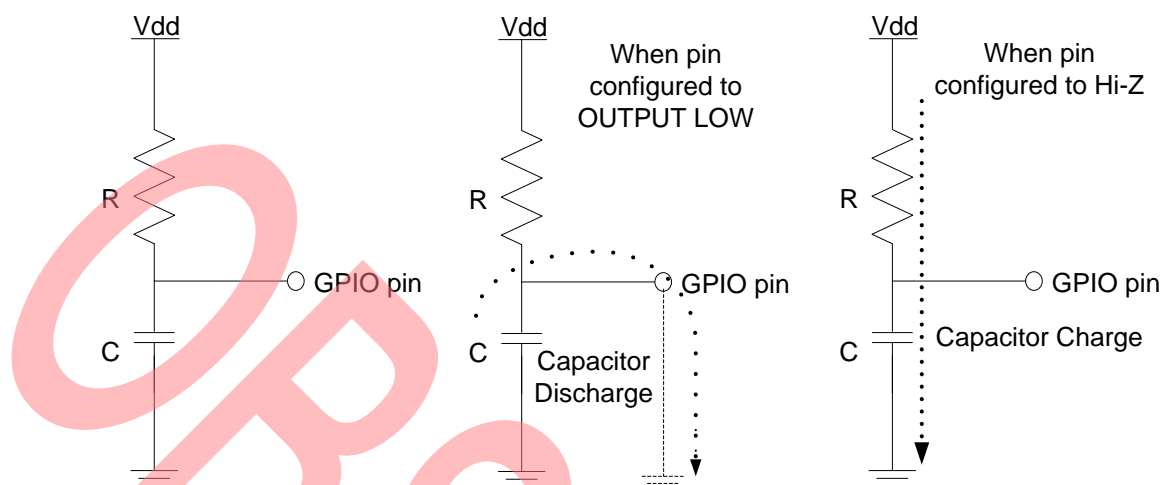 Vdd
R
GPIO pin
C
Vdd
When pin
configured to
OUTPUT LOW
R
GPIO pin
C
Capacitor
Discharge
Vdd
When pin
configured to Hi-Z
R
GPIO pin
C
Capacitor Charge